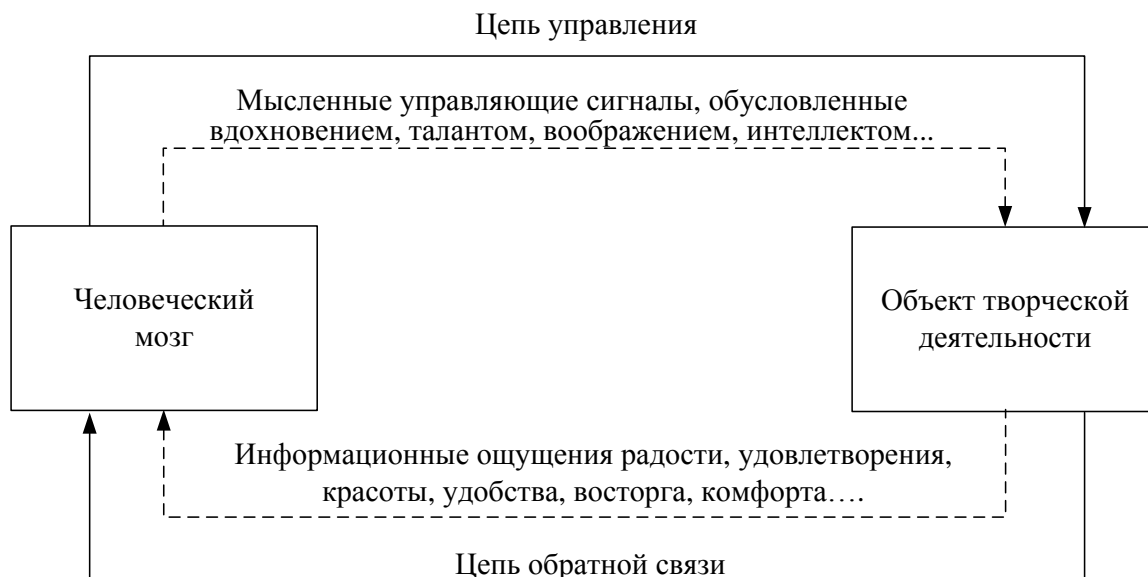 Цепь управления
Мысленные управляющие сигналы, обусловленные
вдохновением, талантом, воображением, интеллектом...
Человеческий
мозг
Объект творческой
деятельности
Информационные ощущения радости, удовлетворения,
красоты, удобства, восторга, комфорта….
Цепь обратной связи